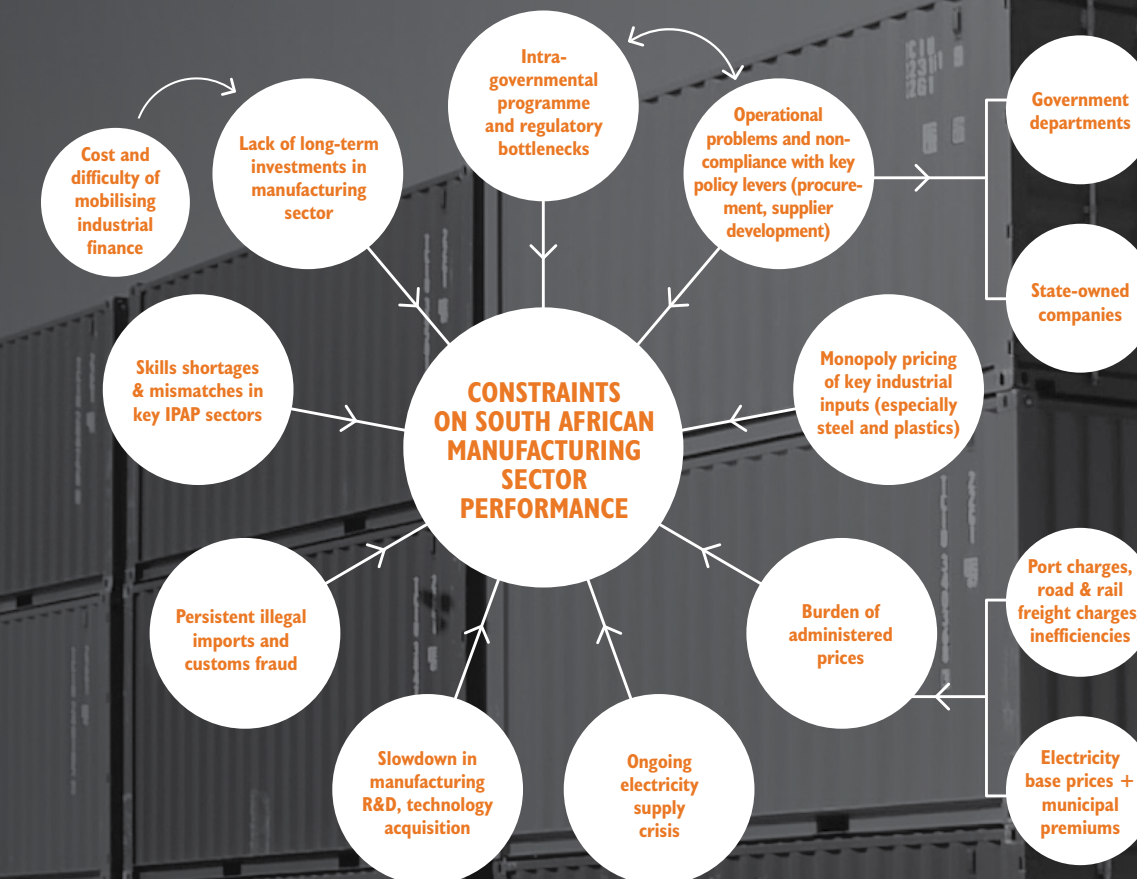 Intra-
governmental
programme
and regulatory
bottlenecks
Operational
problems and non-
compliance with key
policy levers (procure-
ment, supplier
development)
Government
departments
State-owned
companies
Cost and
difficulty of
mobilising
industrial
finance
Lack of long-term
investments in
manufacturing
sector
Skills shortages
& mismatches in
key IPAP sectors
CONSTRAINTS
ON SOUTH AFRICAN
MANUFACTURING
SECTOR
PERFORMANCE
Monopoly pricing
of key industrial
inputs (especially
steel and plastics)
Persistent illegal
imports and
customs fraud
Burden of
administered
prices
Port charges,
road & rail
freight charges
inefficiencies
Slowdown in
manufacturing
R&D, technology
acquisition
Ongoing
electricity
supply
crisis
Electricity
base prices +
municipal
premiums